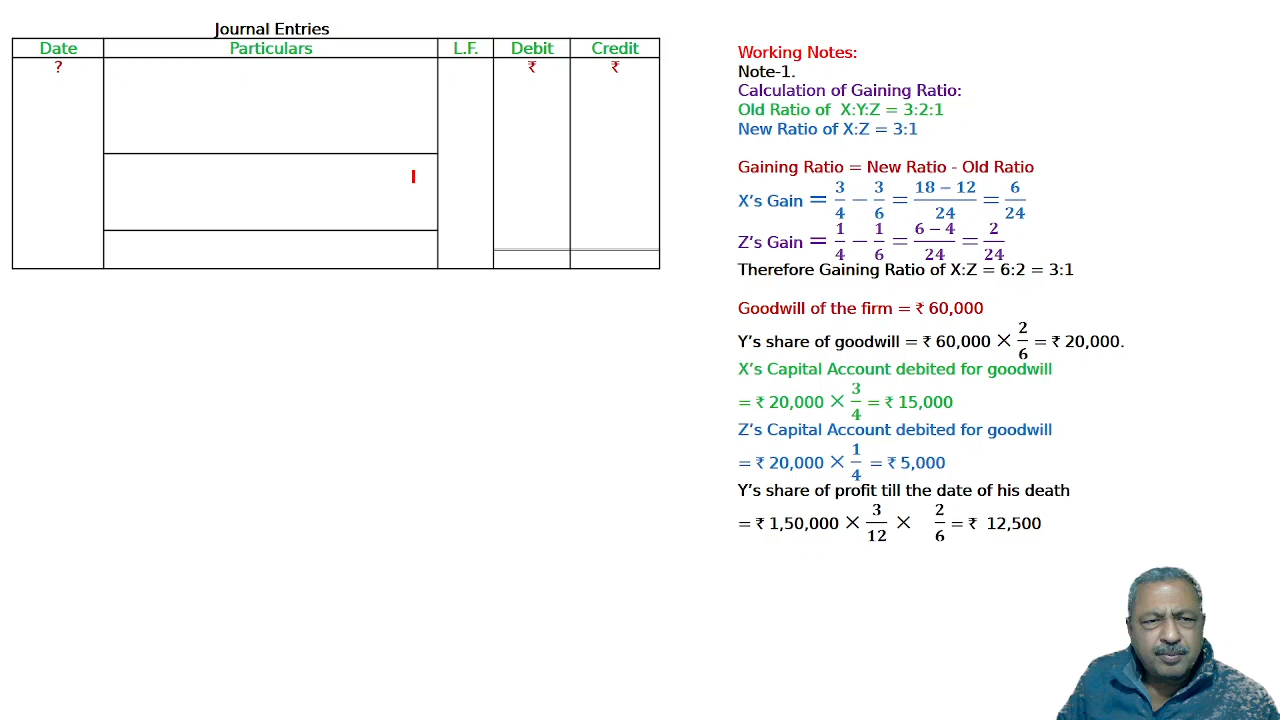 Journal Entries
Date Particulars L.F. Debit Credit
? ₹ ₹
Working Notes:
Note-1.
Calculation of Gaining Ratio:
Old Ratio of X:Y:Z = 3:2:1
New Ratio of X:Z = 3:1
Gaining Ratio = New Ratio - Old Ratio
X’s Gain = 3/4 − 3/6 = (18 − 12)/24 = 6/24
Z’s Gain = 1/4 − 1/6 = (6 − 4)/24 = 2/24
Therefore Gaining Ratio of X:Z = 6:2 = 3:1
Goodwill of the firm = ₹ 60,000
Y’s share of goodwill = ₹ 60,000 × 2/6 = ₹ 20,000.
X’s Capital Account debited for goodwill
= ₹ 20,000 × 3/4 = ₹ 15,000
Z’s Capital Account debited for goodwill
= ₹ 20,000 × 1/4 = ₹ 5,000
Y’s share of profit till the date of his death
= ₹ 1,50,000 × 3/12 × 2/6 = ₹ 12,500